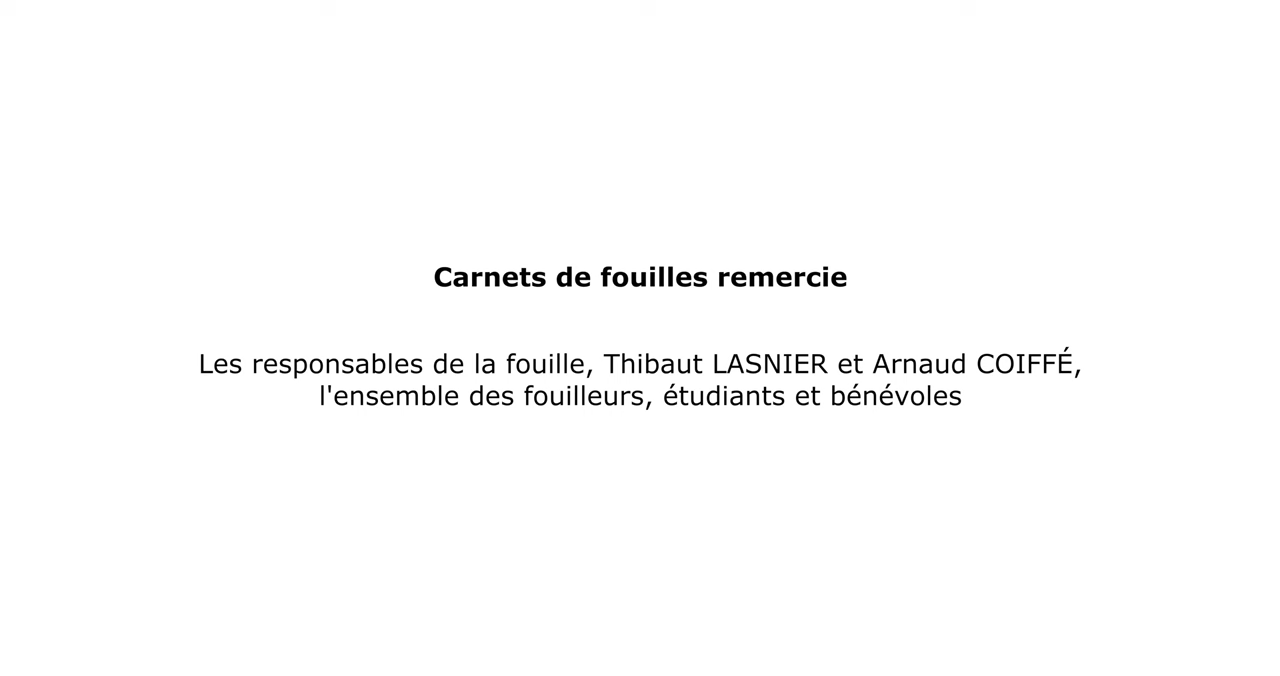 Carnets de fouilles remercie
Les responsables de la fouille, Thibaut LASNIER et Arnaud COIFFÉ,
l'ensemble des fouilleurs, étudiants et bénévoles